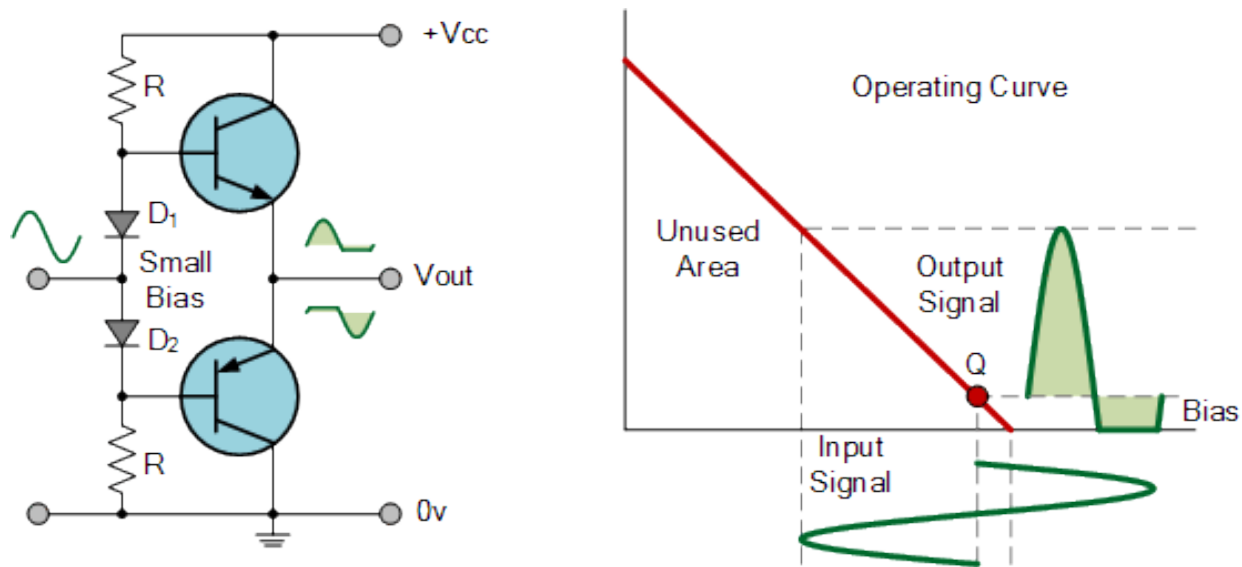 +Vcc
R
D1
Small
Bias
Vout
D2
R
0v
Operating Curve
Unused
Area
Output
Signal
Q
Bias
Input
Signal